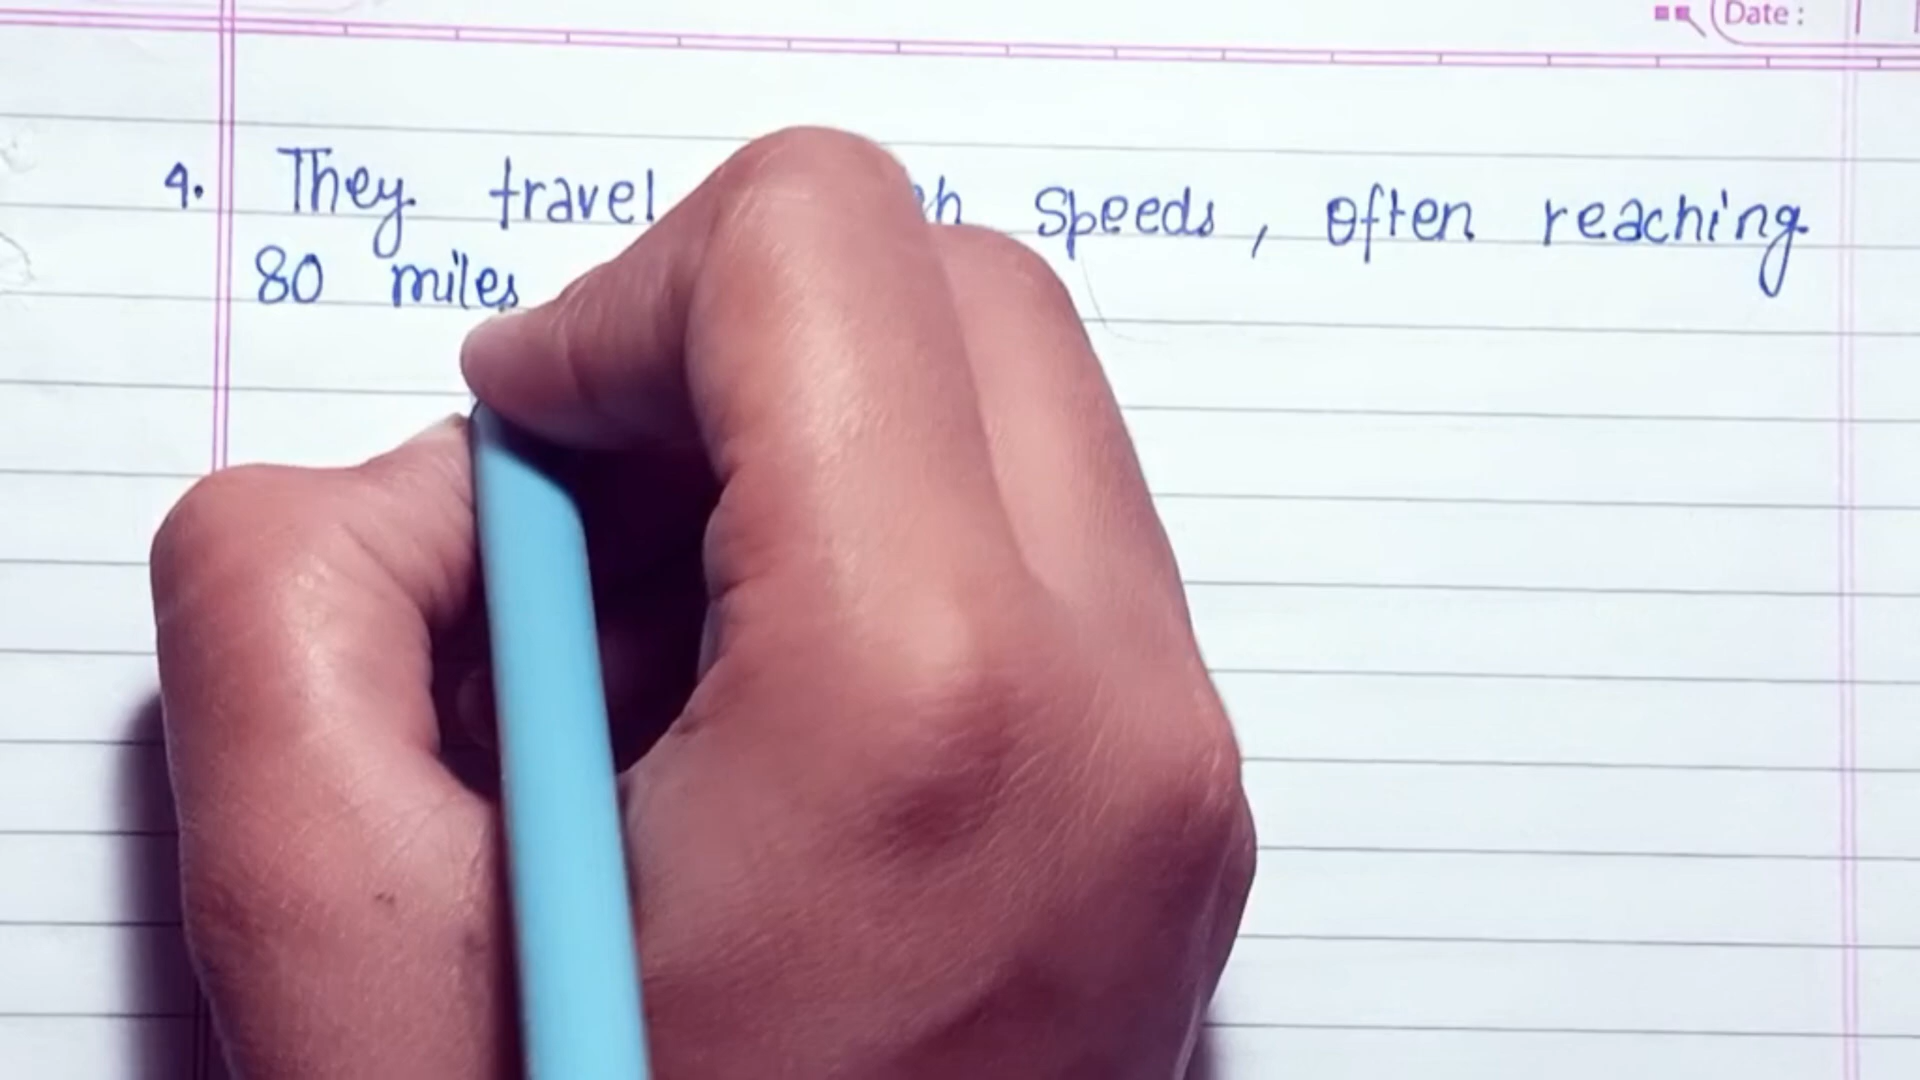 Date :
4. They travel speeds, often reaching
80 miles